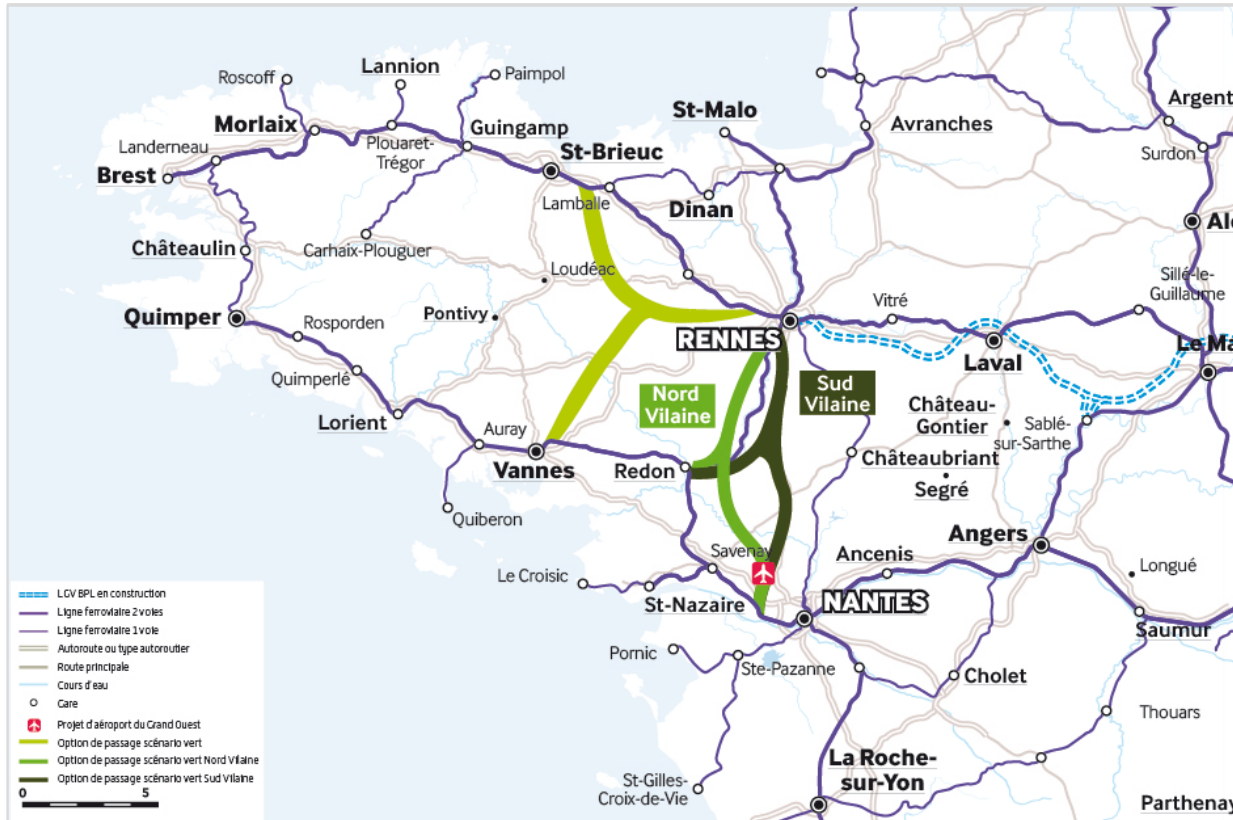 Roscoff
Lannion
Paimpol
Morlaix
Landerneau
Brest
Plouaret-
Trégor
Guingamp
St-Brieuc
St-Malo
Avranches
Argent
Surdon
Lamballe
Dinan
Châteaulin
Carhaix-Plouguer
Loudéac
Ale
Sillé-le-
Guillaume
Quimper
Rosporden
Pontivy
RENNES
Vitré
Laval
Le Ma
Quimperlé
Nord
Vilaine
Sud
Vilaine
Château-
Gontier
Sablé-
sur-Sarthe
Lorient
Auray
Vannes
Redon
Châteaubriant
Segré
Quiberon
Savenay
Angers
Ancenis
Longué
Le Croisic
St-Nazaire
NANTES
Saumur
Pornic
Ste-Pazanne
Cholet
Thouars
La Roche-
sur-Yon
St-Gilles-
Croix-de-Vie
Parthenay
LGV BPL en construction
Ligne ferroviaire 2 voies
Ligne ferroviaire 1 voie
Autoroute ou type autoroutier
Route principale
Cours d'eau
Gare
Projet d'aéroport du Grand Ouest
Option de passage scénario vert
Option de passage scénario vert Nord Vilaine
Option de passage scénario vert Sud Vilaine
0 5